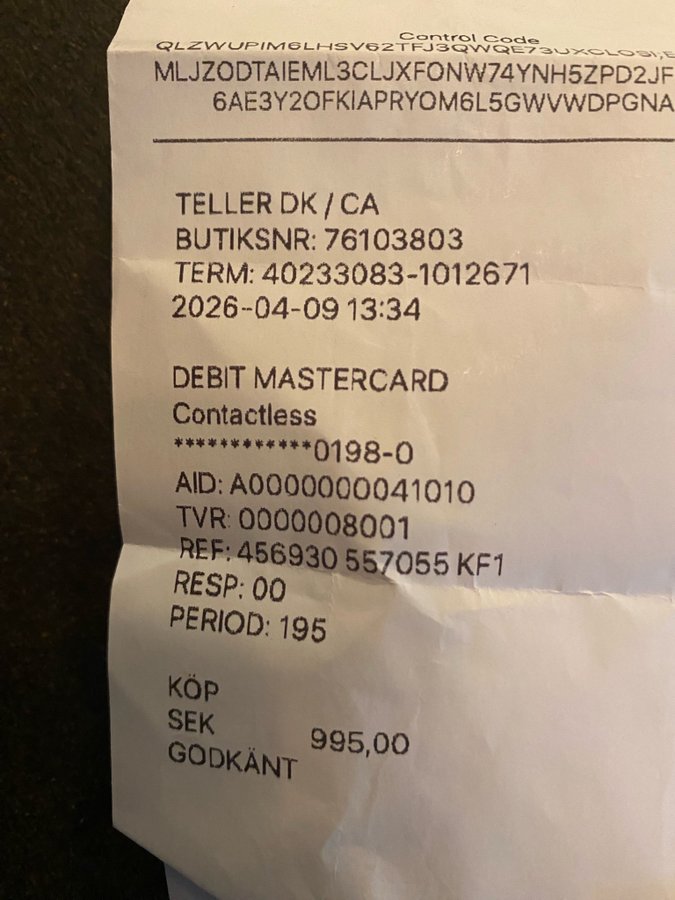 Control Code
MLJZODTAIEML3CLJXFONW74YNH5ZPD2JF
6AE3Y2OFKIAPRYOM6L5GWVWDPGNA
TELLER DK / CA
BUTIKSNR: 76103803
TERM: 40233083-1012671
2026-04-09 13:34
DEBIT MASTERCARD
Contactless
************0198-0
AID: A0000000041010
TVR: 0000008001
REF: 456930 557055 KF1
RESP: 00
PERIOD: 195
KÖP
SEK 995,00
GODKÄNT